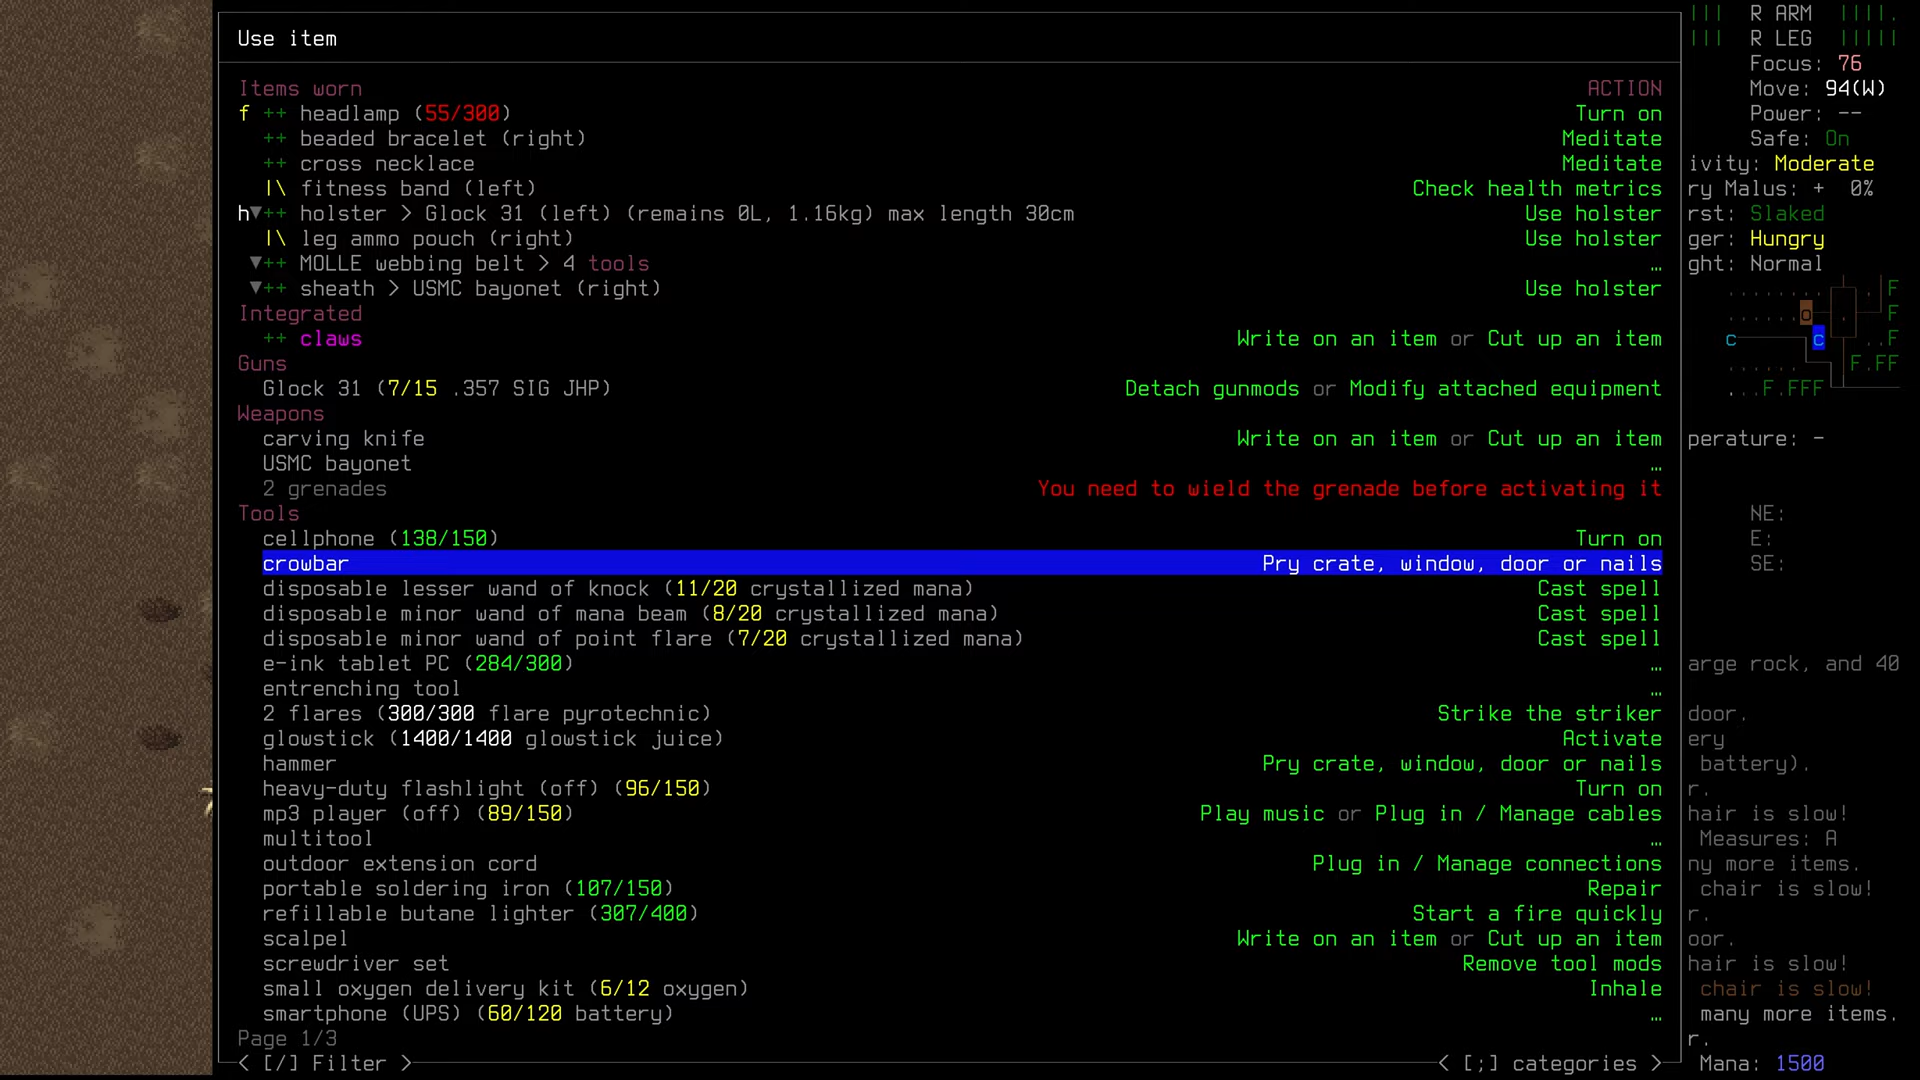 Use item
Items worn ACTION
f ++ headlamp (55/300) Turn on
++ beaded bracelet (right) Meditate
++ cross necklace Meditate
|\ fitness band (left) Check health metrics
h▼++ holster > Glock 31 (left) (remains 0L, 1.16kg) max length 30cm Use holster
|\ leg ammo pouch (right) Use holster
▼++ MOLLE webbing belt > 4 tools …
▼++ sheath > USMC bayonet (right) Use holster
Integrated
++ claws Write on an item or Cut up an item
Guns
Glock 31 (7/15 .357 SIG JHP) Detach gunmods or Modify attached equipment
Weapons
carving knife Write on an item or Cut up an item
USMC bayonet …
2 grenades You need to wield the grenade before activating it
Tools
cellphone (138/150) Turn on
crowbar Pry crate, window, door or nails
disposable lesser wand of knock (11/20 crystallized mana) Cast spell
disposable minor wand of mana beam (8/20 crystallized mana) Cast spell
disposable minor wand of point flare (7/20 crystallized mana) Cast spell
e-ink tablet PC (284/300) …
entrenching tool …
2 flares (300/300 flare pyrotechnic) Strike the striker
glowstick (1400/1400 glowstick juice) Activate
hammer Pry crate, window, door or nails
heavy-duty flashlight (off) (96/150) Turn on
mp3 player (off) (89/150) Play music or Plug in / Manage cables
multitool …
outdoor extension cord Plug in / Manage connections
portable soldering iron (107/150) Repair
refillable butane lighter (307/400) Start a fire quickly
scalpel Write on an item or Cut up an item
screwdriver set Remove tool mods
small oxygen delivery kit (6/12 oxygen) Inhale
smartphone (UPS) (60/120 battery) …
Page 1/3
< [/] Filter > < [;] categories >
||| R ARM ||||.
||| R LEG |||||
Focus: 76
Move: 94(W)
Power: --
Safe: On
ivity: Moderate
ry Malus: + 0%
rst: Slaked
ger: Hungry
ght: Normal
........ . .F
......o . F
c c ..F
...... F.FF
...F.FFF
perature: -
NE:
E:
SE:
arge rock, and 40
door.
ery
battery).
r.
hair is slow!
Measures: A
ny more items.
chair is slow!
r.
oor.
hair is slow!
chair is slow!
many more items.
r.
Mana: 1500